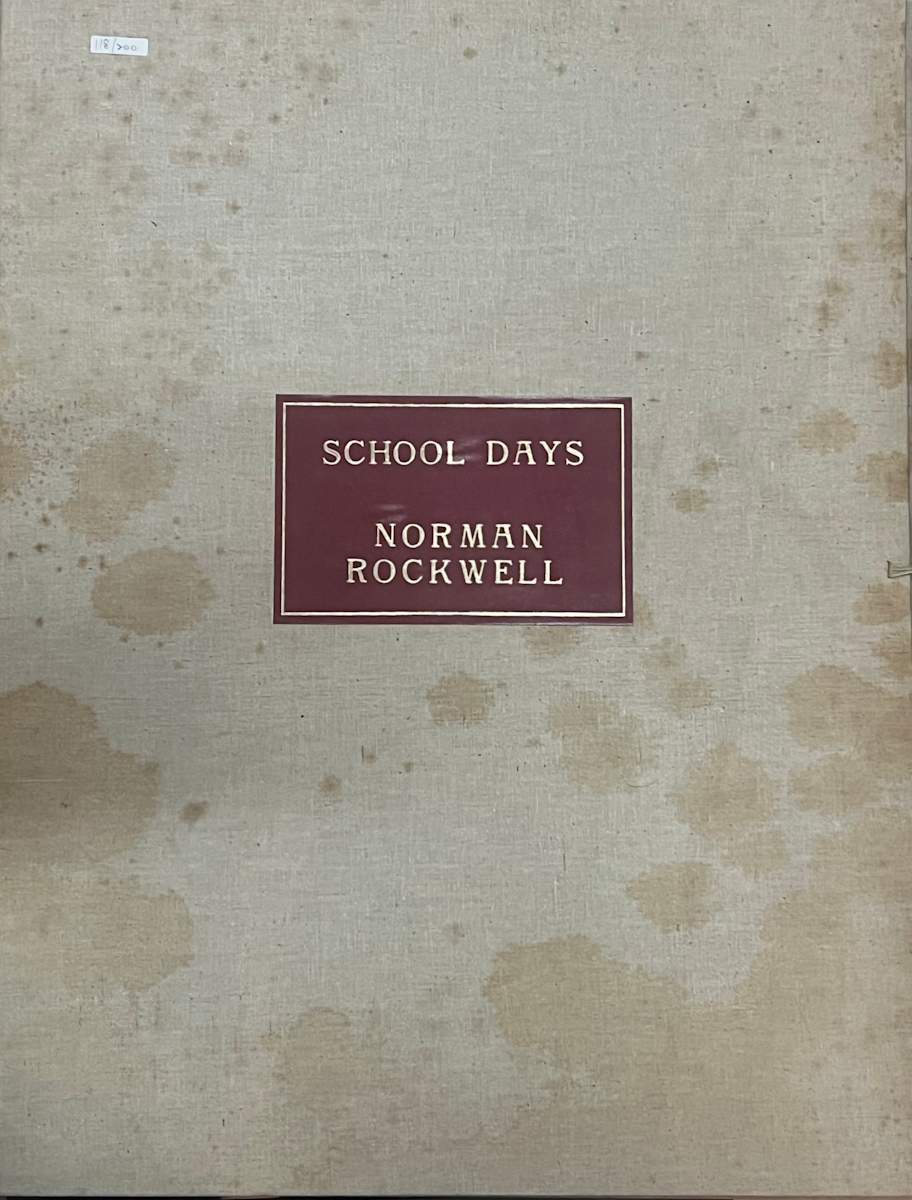 118/200
SCHOOL DAYS
NORMAN
ROCKWELL